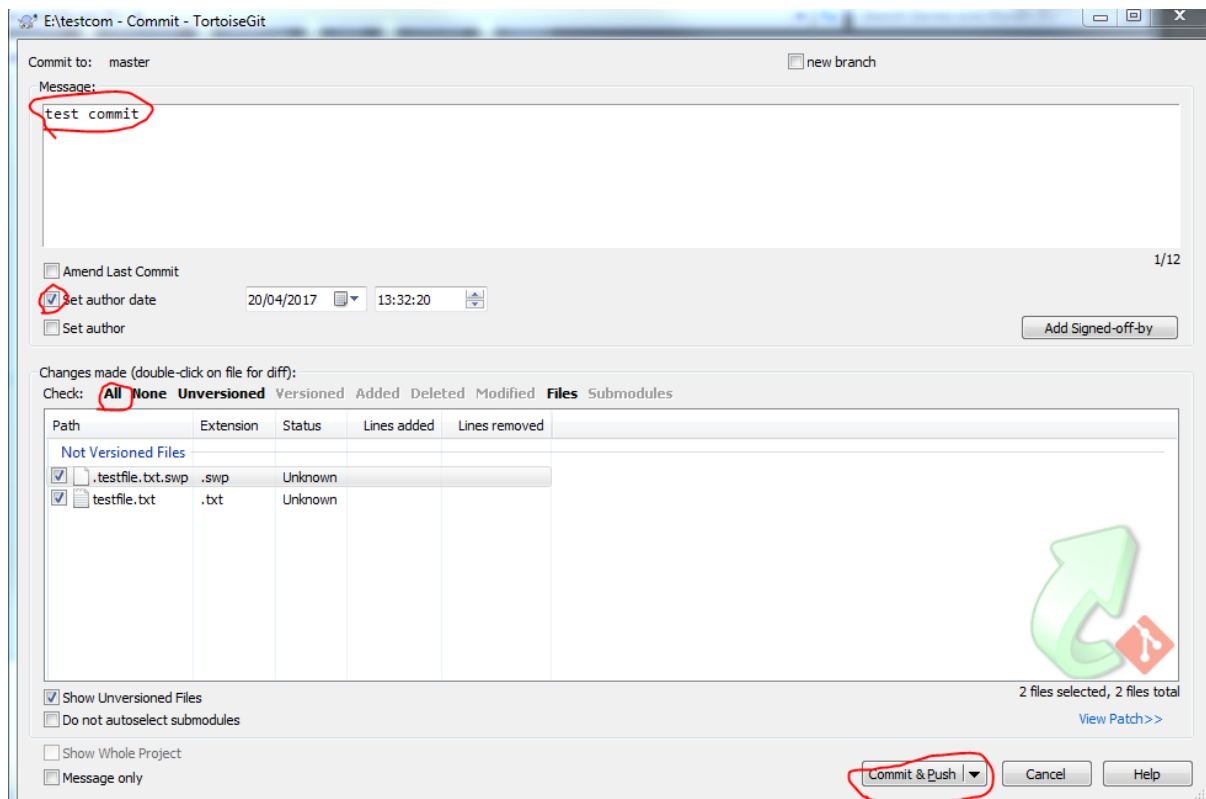 E:\testcom - Commit - TortoiseGit
X
Commit to: master
new branch
Message:
test commit
1/12
Amend Last Commit
Set author date 20/04/2017 13:32:20
Set author
Add Signed-off-by
Changes made (double-click on file for diff):
Check: All None Unversioned Versioned Added Deleted Modified Files Submodules
Path Extension Status Lines added Lines removed
Not Versioned Files
.testfile.txt.swp .swp Unknown
testfile.txt .txt Unknown
Show Unversioned Files
2 files selected, 2 files total
Do not autoselect submodules
View Patch>>
Show Whole Project
Message only
Commit & Push Cancel Help